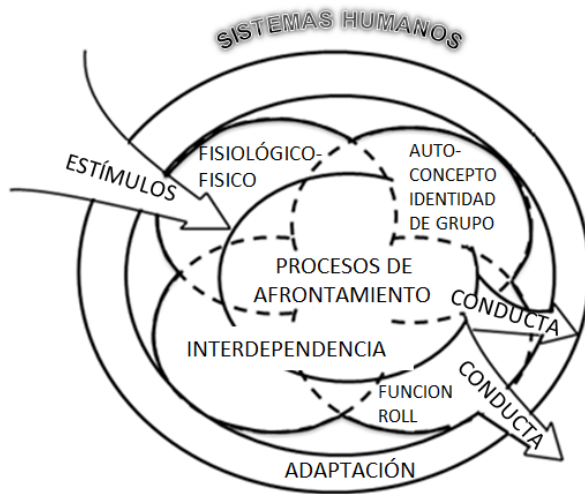 SISTEMAS HUMANOS
ESTÍMULOS
FISIOLÓGICO-
FISICO
AUTO-
CONCEPTO
IDENTIDAD
DE GRUPO
PROCESOS DE
AFRONTAMIENTO
CONDUCTA
INTERDEPENDENCIA
CONDUCTA
FUNCION
ROLL
ADAPTACIÓN